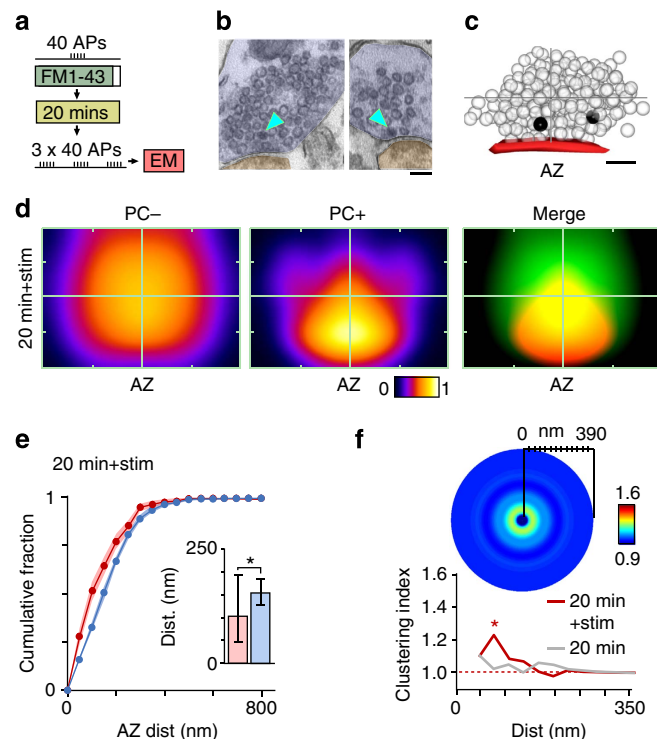 a
40 APs
FM1-43
20 mins
3 x 40 APs
EM
b
c
AZ
d
PC–
PC+
Merge
20 min+stim
AZ
AZ
AZ
0
1
e
20 min+stim
Cumulative fraction
1
0
0
800
AZ dist (nm)
Dist. (nm)
250
0
*
f
0 nm 390
1.6
0.9
Clustering index
1.6
1.4
1.2
1.0
*
20 min
+stim
20 min
0
350
Dist (nm)